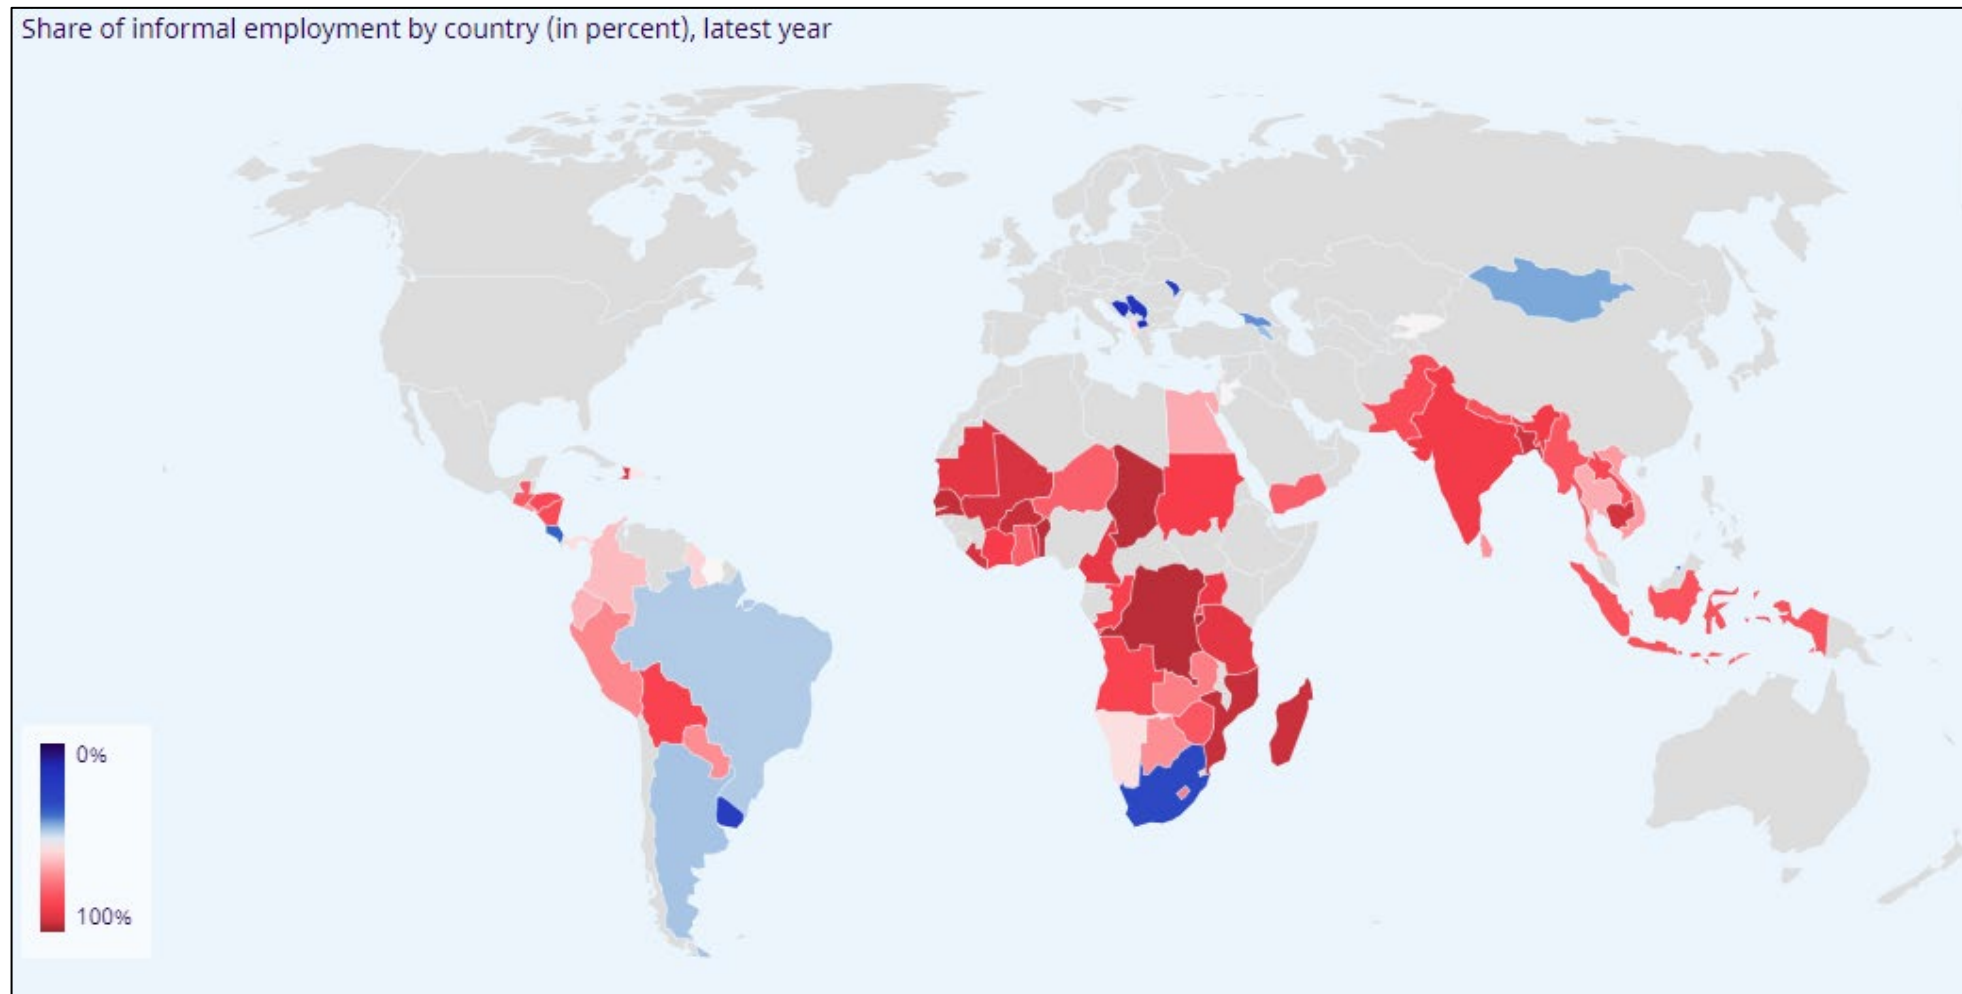 Share of informal employment by country (in percent), latest year
0%
100%